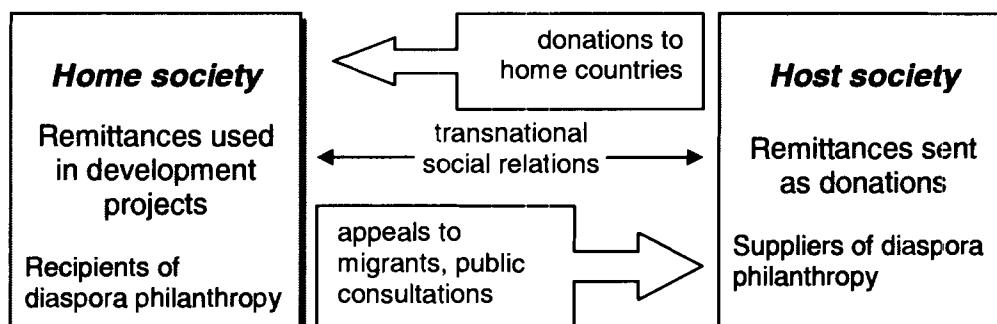 Home society
Remittances used
in development
projects
Recipients of
diaspora philanthropy
donations to
home countries
transnational
social relations
appeals to
migrants, public
consultations
Host society
Remittances sent
as donations
Suppliers of diaspora
philanthropy